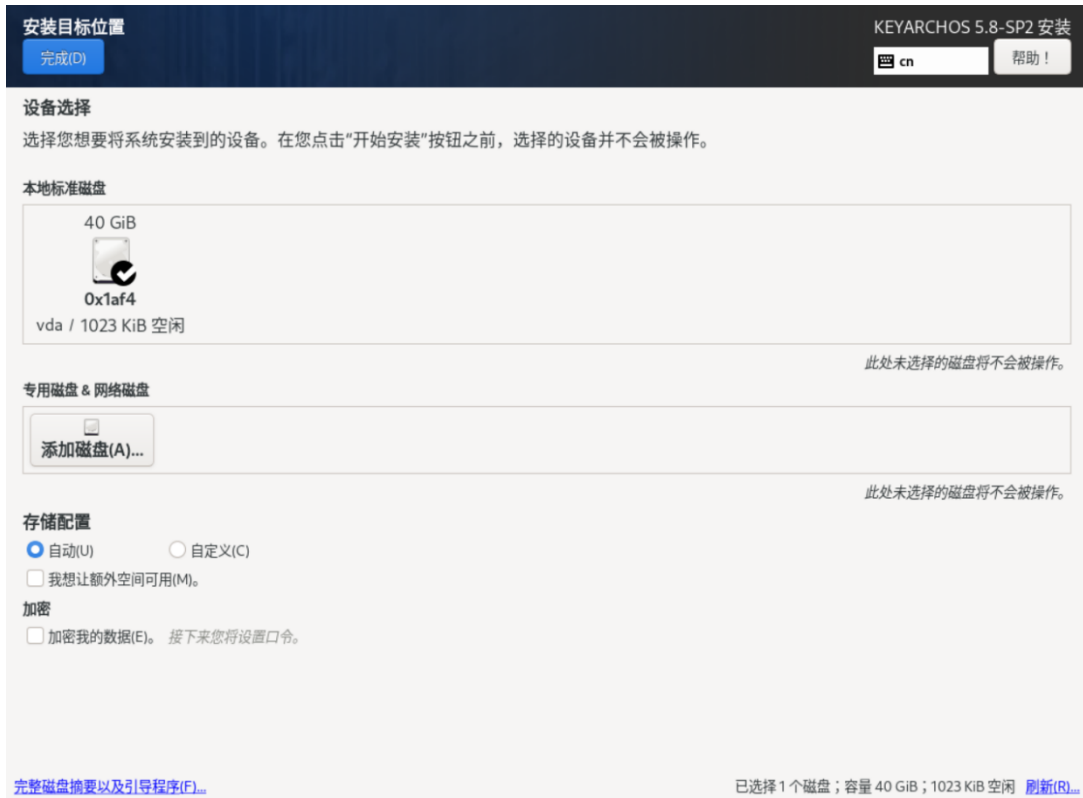 安装目标位置
KEYARCHOS 5.8-SP2 安装
完成(D)
cn
帮助！
设备选择
选择您想要将系统安装到的设备。在您点击“开始安装”按钮之前，选择的设备并不会被操作。
本地标准磁盘
40 GiB
0x1af4
vda / 1023 KiB 空闲
此处未选择的磁盘将不会被操作。
专用磁盘 & 网络磁盘
添加磁盘(A)...
此处未选择的磁盘将不会被操作。
存储配置
自动(U) 自定义(C)
我想让额外空间可用(M)。
加密
加密我的数据(E)。 接下来您将设置口令。
完整磁盘摘要以及引导程序(F)... 已选择 1 个磁盘；容量 40 GiB；1023 KiB 空闲 刷新(R)...